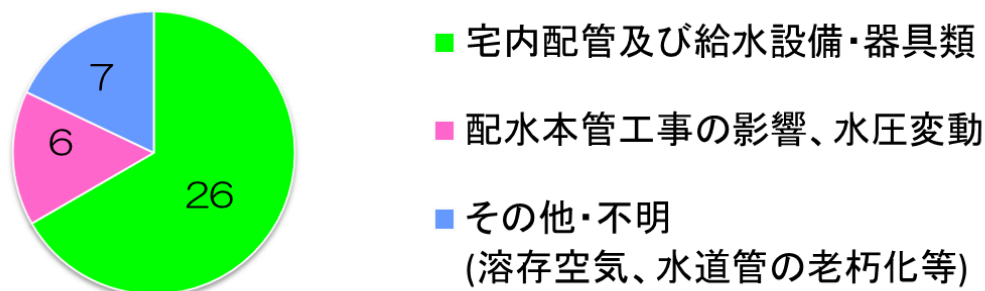 7
6
26
宅内配管及び給水設備・器具類
配水本管工事の影響、水圧変動
その他・不明
(溶存空気、水道管の老朽化等)